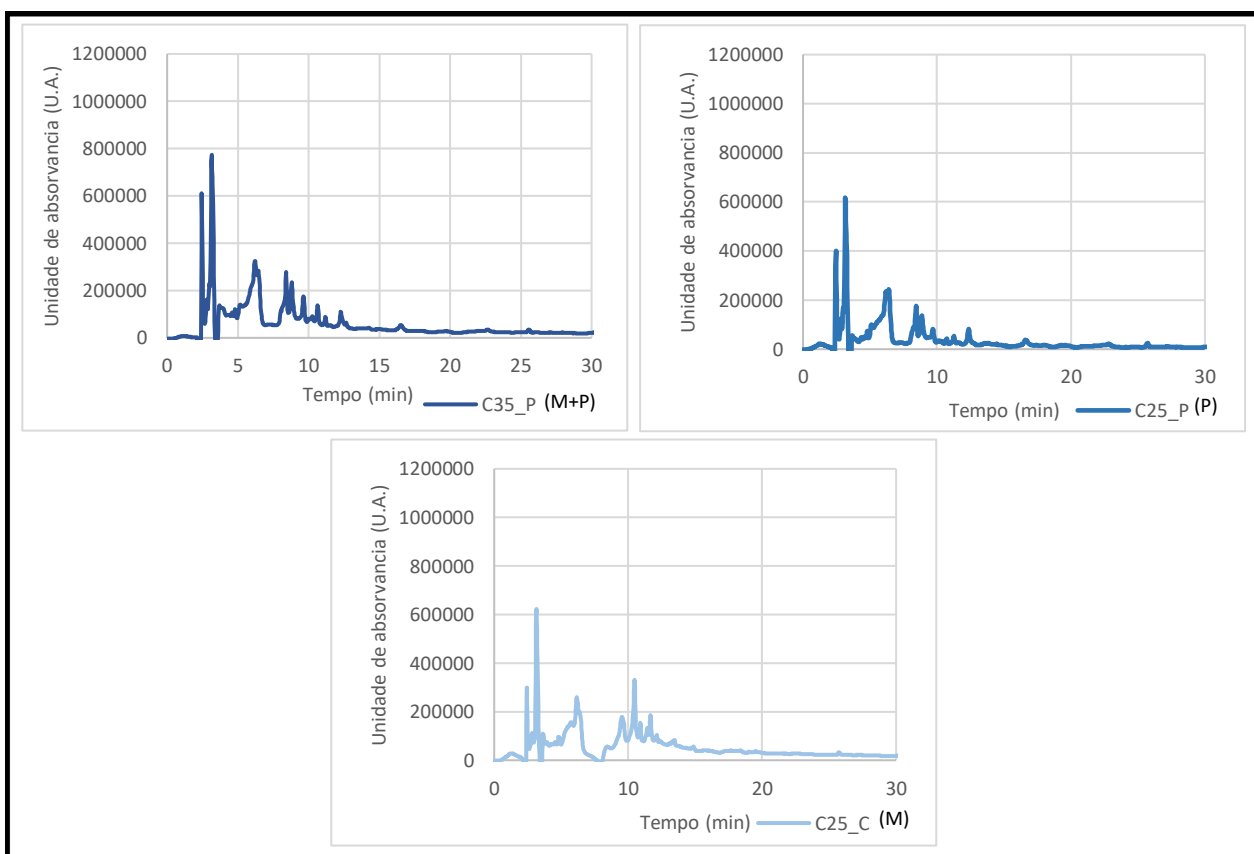 1200000
1000000
800000
600000
400000
200000
0
Unidade de absorvancia (U.A.)
0 5 10 15 20 25 30
Tempo (min)
C35_P (M+P)
1200000
1000000
800000
600000
400000
200000
0
Unidade de absorvancia (U.A.)
0 10 20 30
Tempo (min)
C25_P (P)
1200000
1000000
800000
600000
400000
200000
0
Unidade de absorvancia (U.A.)
0 10 20 30
Tempo (min)
C25_C (M)